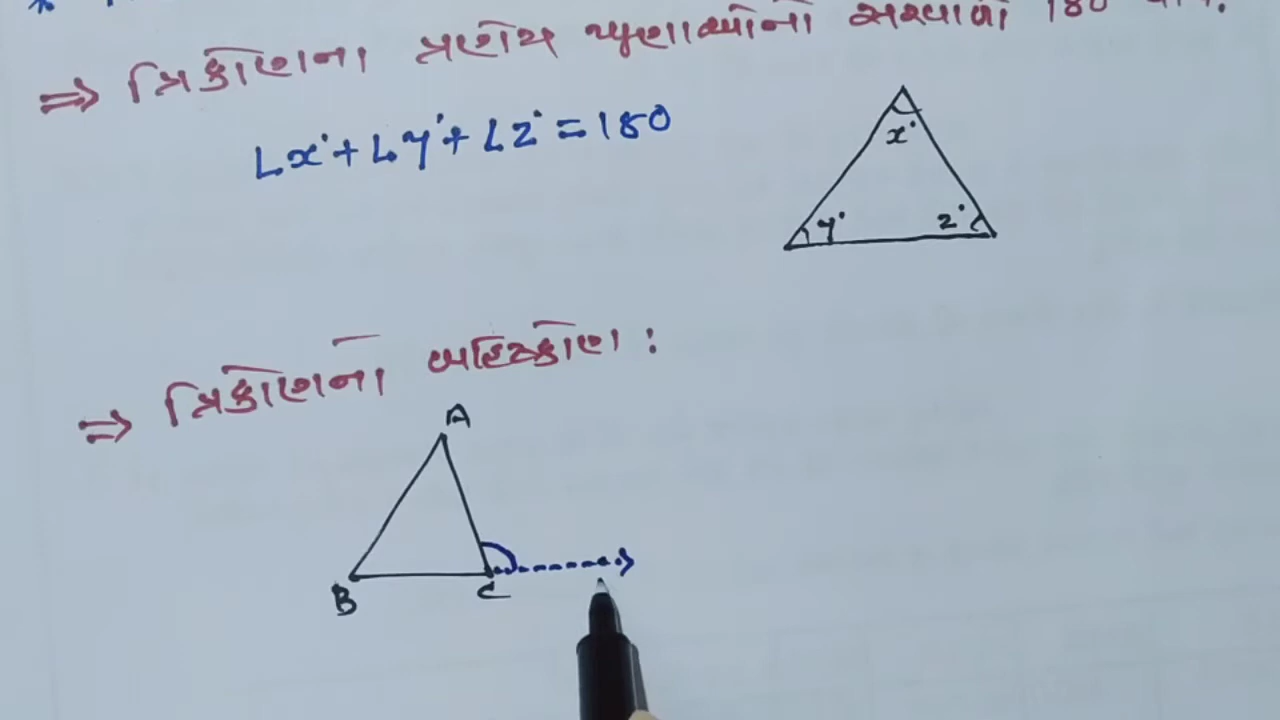 ⇒ ત્રિકોણના ત્રણેય ખૂણાઓનો સરવાળો 180
∠x° + ∠y° + ∠z° = 180
x°
y° z°
⇒ ત્રિકોણનો બહિષ્કોણ :
A
B C